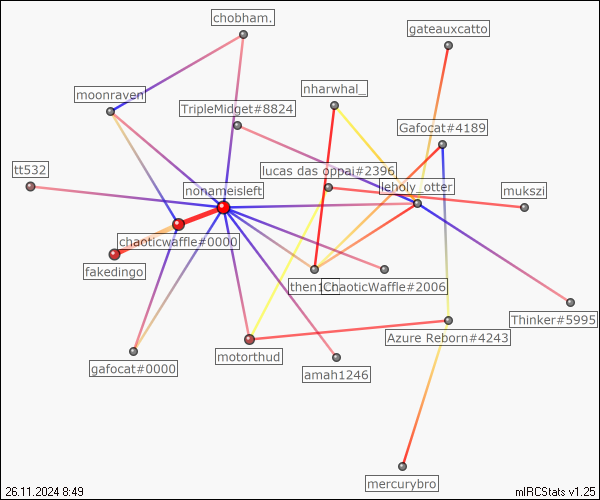 chobham.
gateauxcatto
nharwhal_
moonraven
TripleMidget#8824
Gafocat#4189
tt532
lucas das oppai#2396
nonameisleft
leholy_otter
mukszi
chaoticwaffle#0000
fakedingo
ChaoticWaffle#2006
Thinker#5995
Azure Reborn#4243
motorthud
gafocat#0000
amah1246
mercurybro
26.11.2024 8:49
mIRCStats v1.25